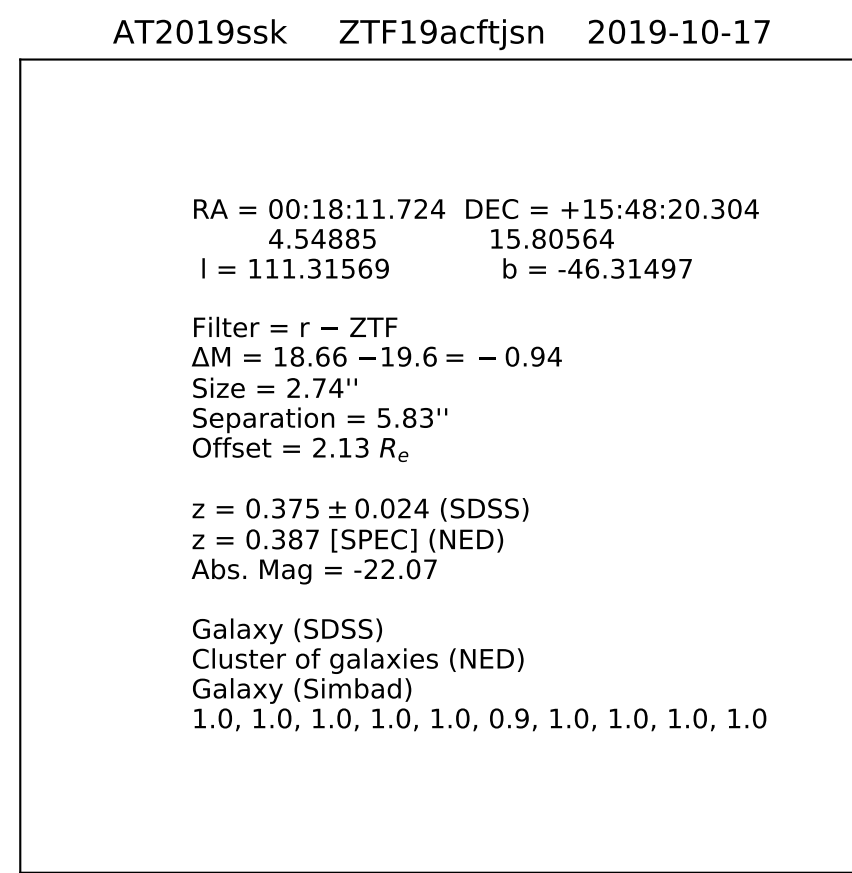 AT2019ssk ZTF19acftjsn 2019-10-17
RA = 00:18:11.724 DEC = +15:48:20.304
4.54885 15.80564
l = 111.31569 b = -46.31497
Filter = r − ZTF
ΔM = 18.66 −19.6 = − 0.94
Size = 2.74''
Separation = 5.83''
Offset = 2.13 Re
z = 0.375 ± 0.024 (SDSS)
z = 0.387 [SPEC] (NED)
Abs. Mag = -22.07
Galaxy (SDSS)
Cluster of galaxies (NED)
Galaxy (Simbad)
1.0, 1.0, 1.0, 1.0, 1.0, 0.9, 1.0, 1.0, 1.0, 1.0